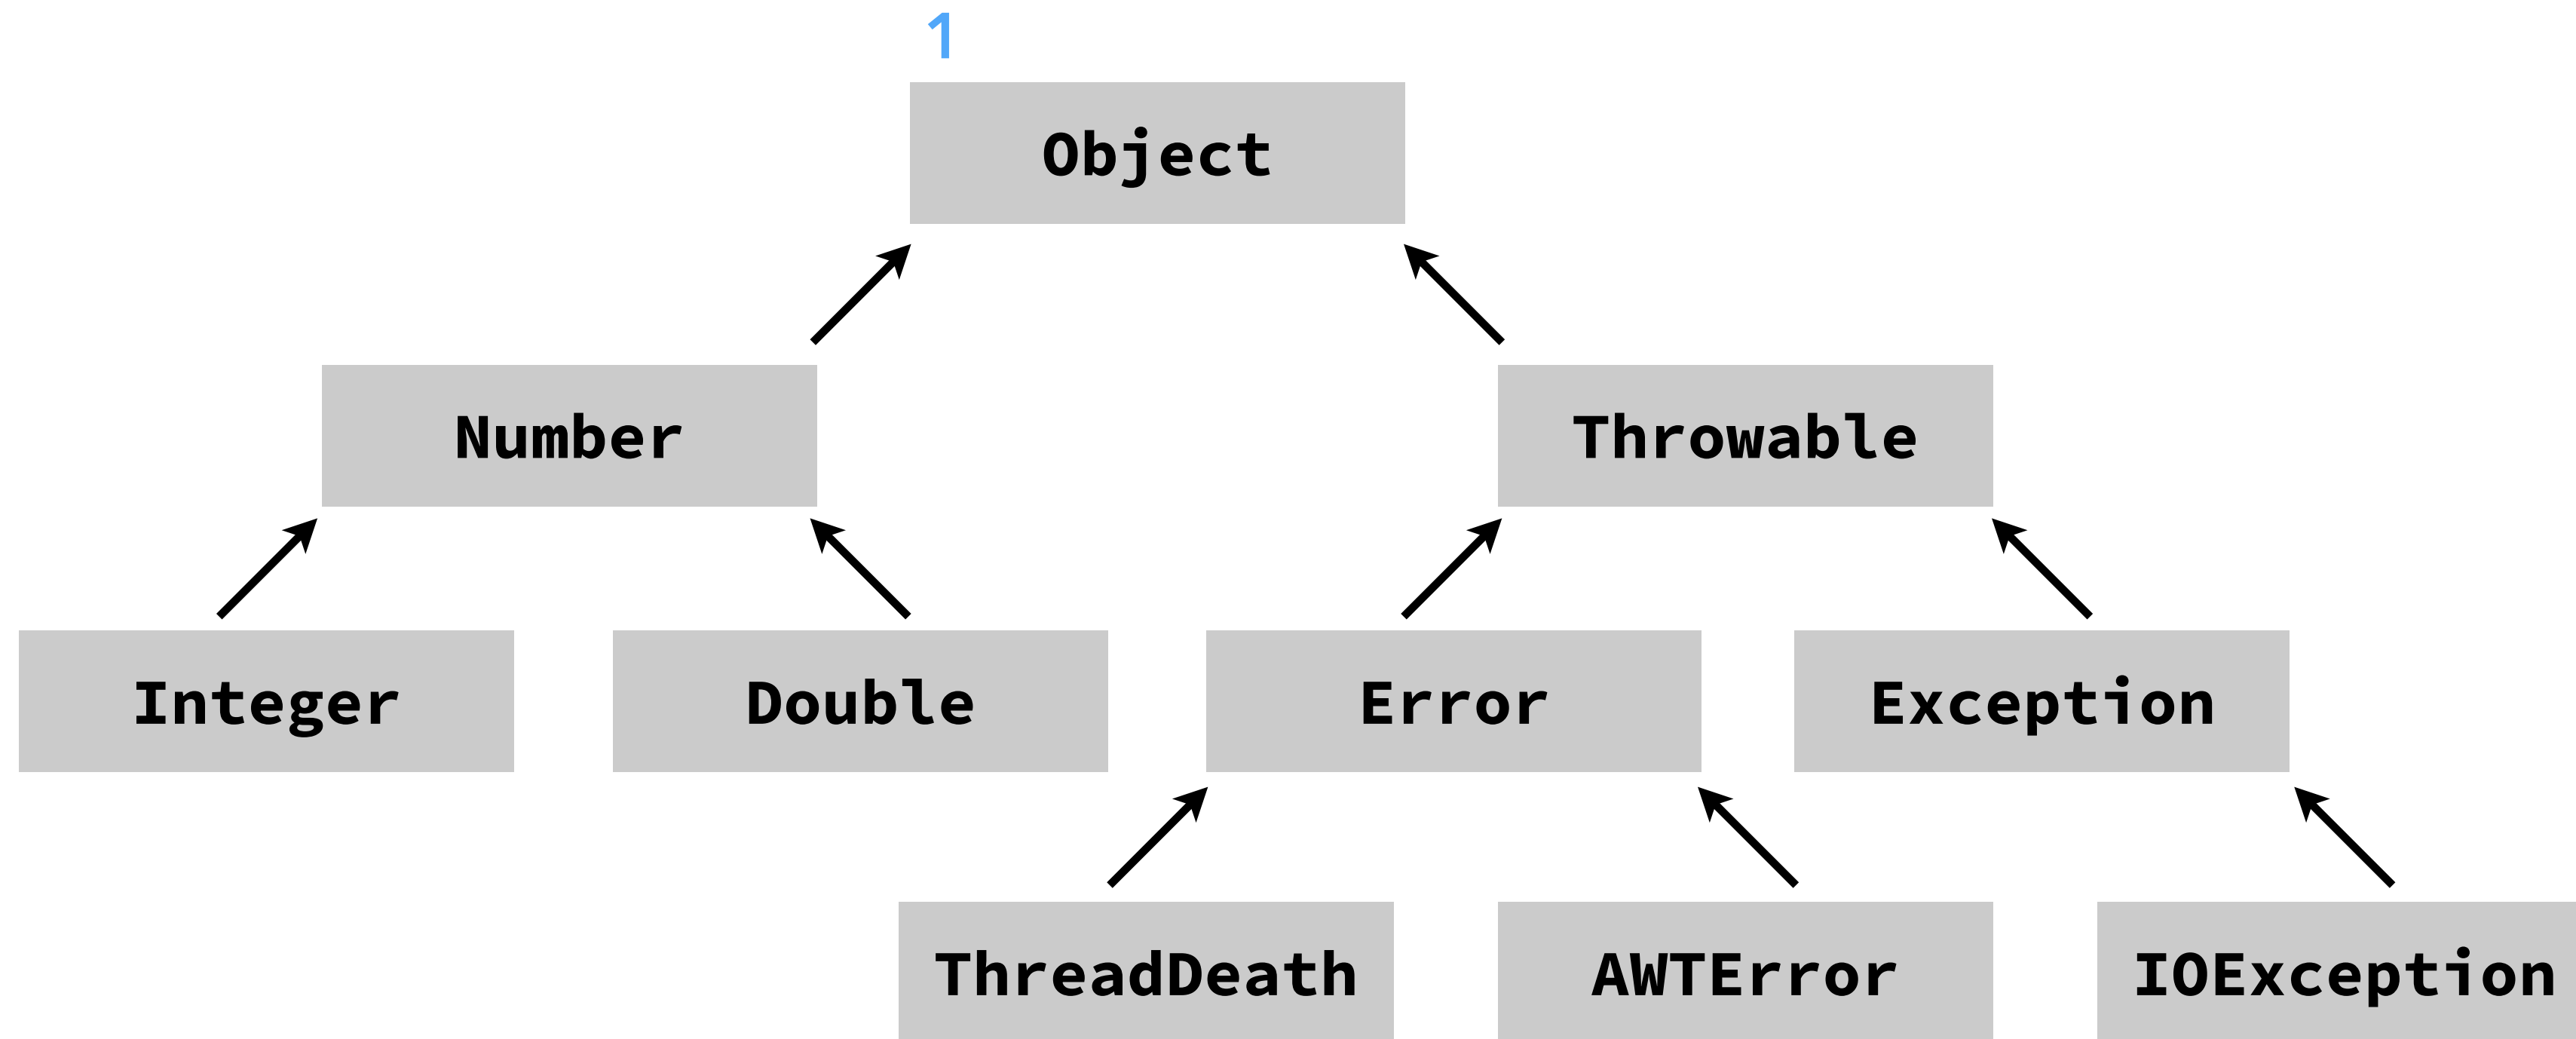 1
Object
Number
Throwable
Integer
Double
Error
Exception
ThreadDeath
AWTError
IOException